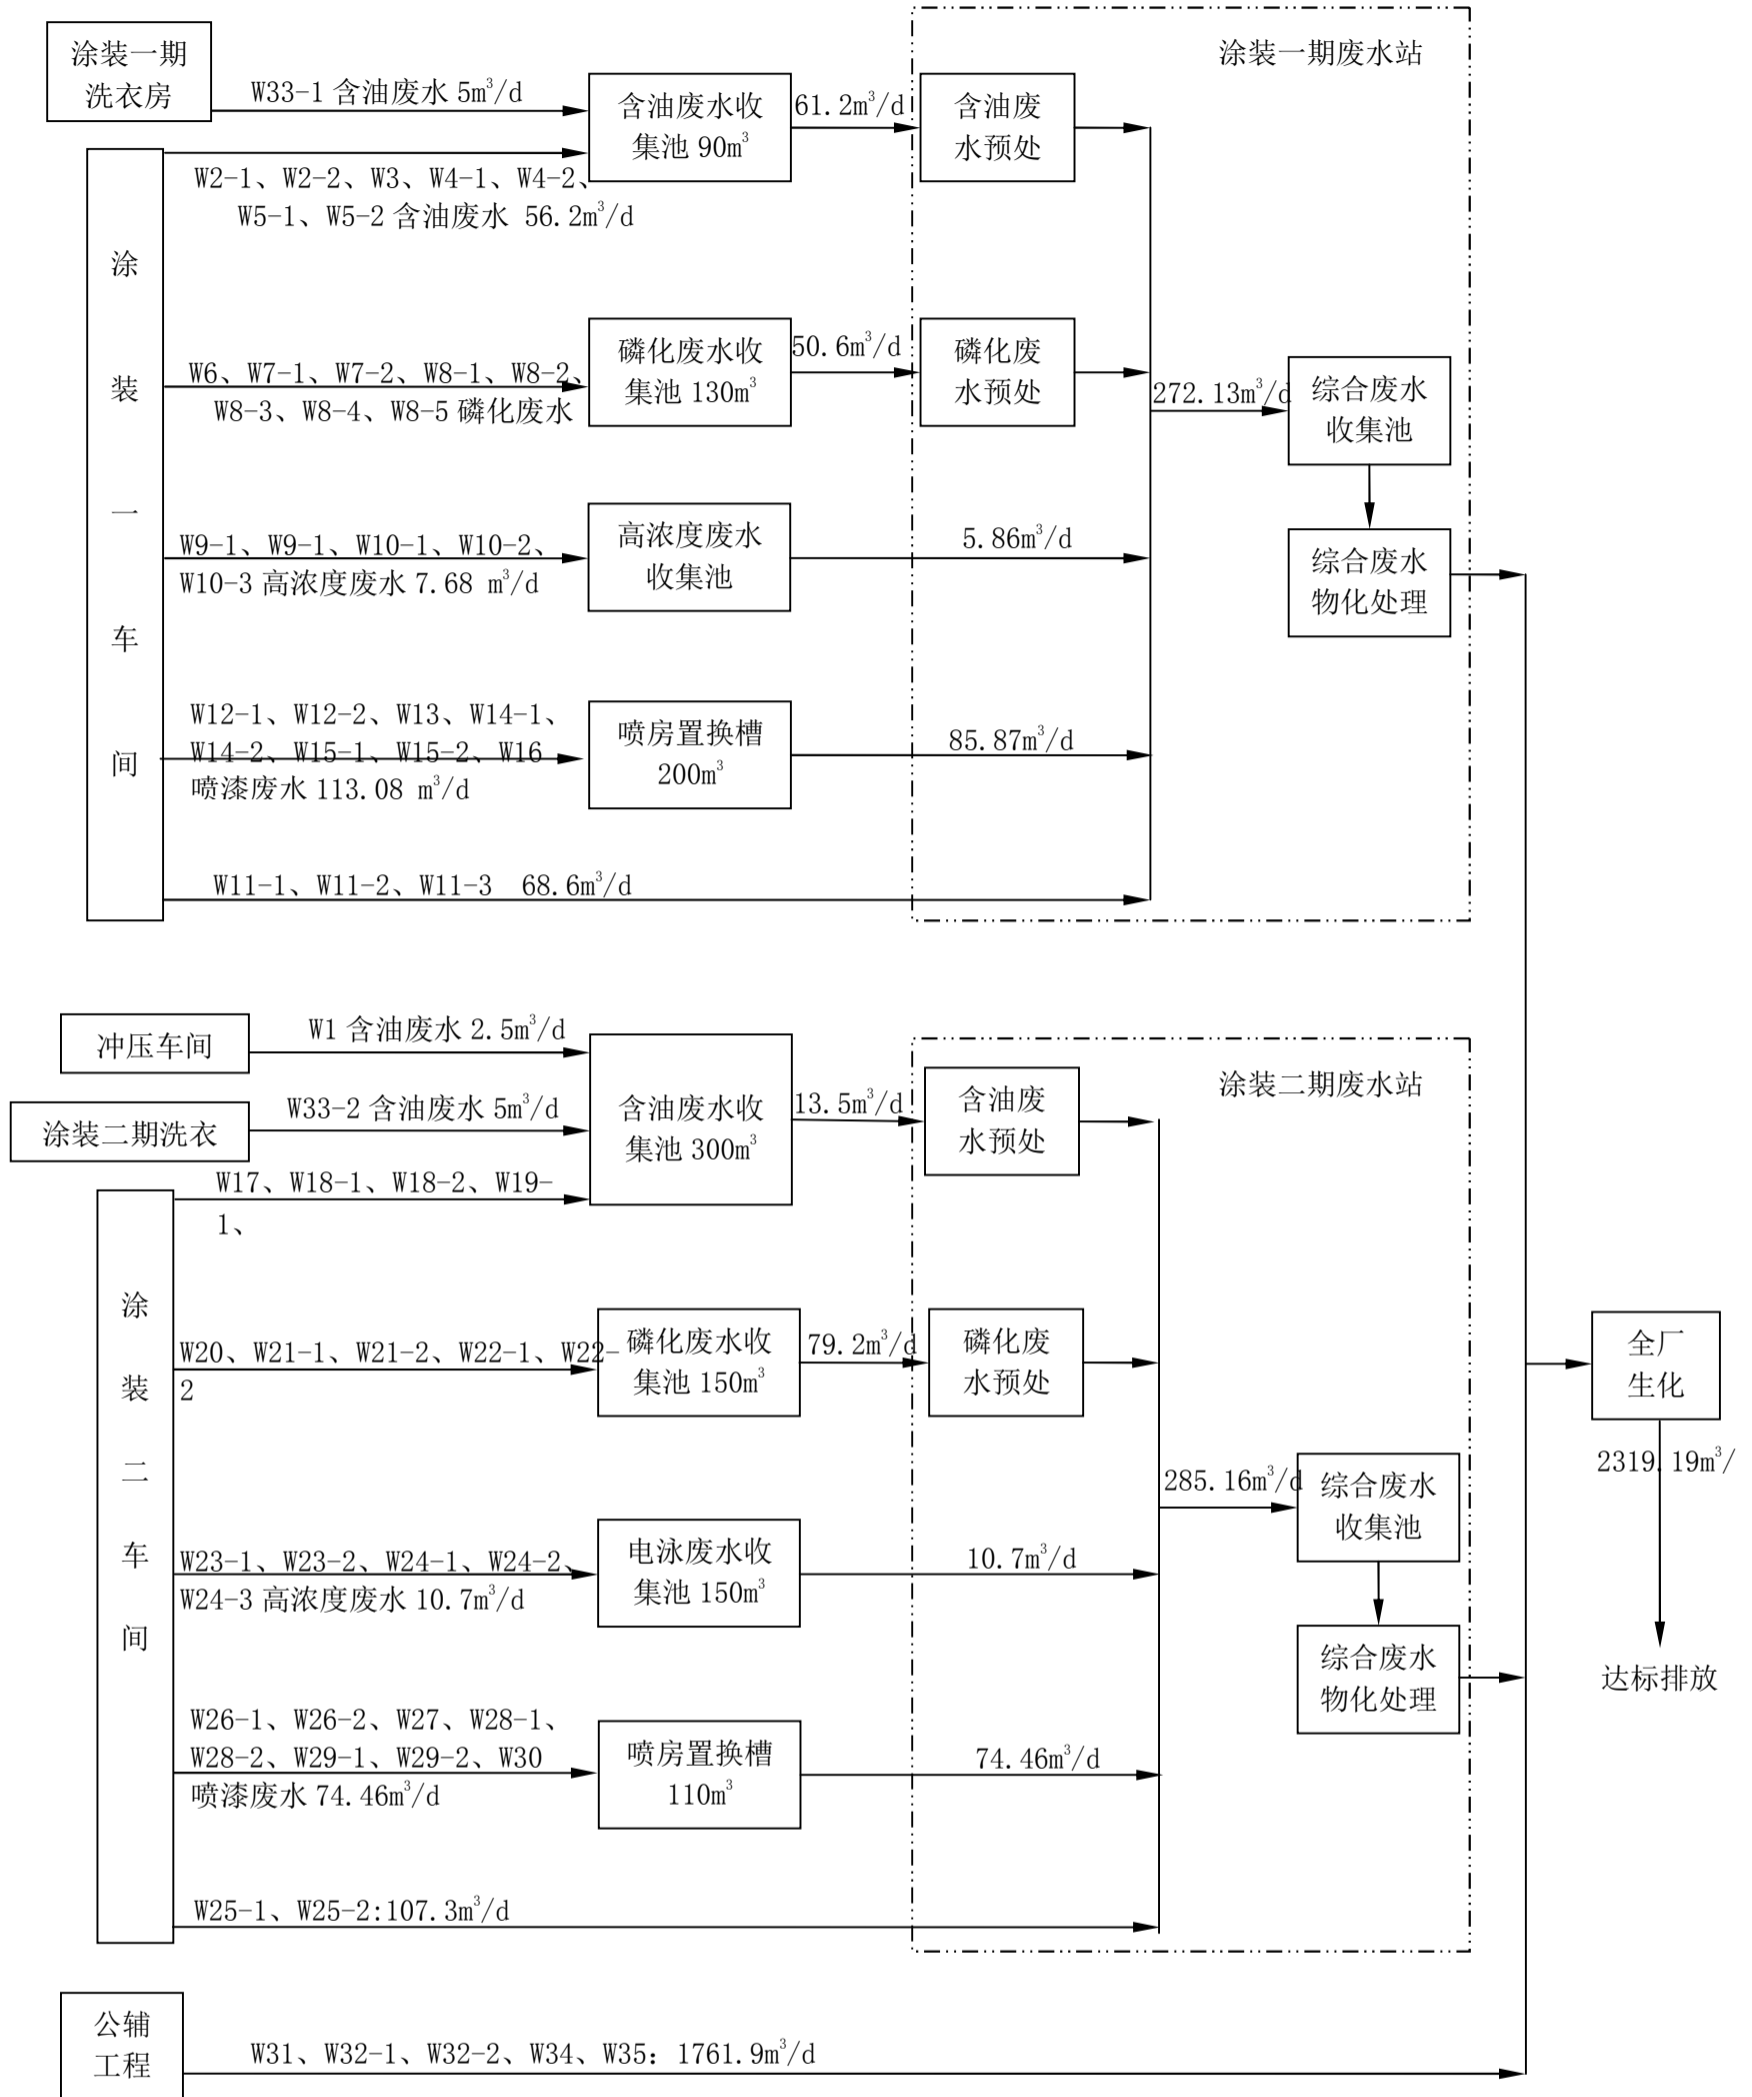 涂装一期
洗衣房
W33-1 含油废水 5m³/d
含油废水收
集池 90m³
61.2m³/d
含油废
水预处
涂装一期废水站
W2-1、W2-2、W3、W4-1、W4-2、
W5-1、W5-2 含油废水 56.2m³/d
涂
装
一
车
间
W6、W7-1、W7-2、W8-1、W8-2、
W8-3、W8-4、W8-5 磷化废水
磷化废水收
集池 130m³
50.6m³/d
磷化废
水预处
272.13m³/d
综合废水
收集池
W9-1、W9-1、W10-1、W10-2、
W10-3 高浓度废水 7.68 m³/d
高浓度废水
收集池
5.86m³/d
综合废水
物化处理
W12-1、W12-2、W13、W14-1、
W14-2、W15-1、W15-2、W16
喷漆废水 113.08 m³/d
喷房置换槽
200m³
85.87m³/d
W11-1、W11-2、W11-3 68.6m³/d
冲压车间
W1 含油废水 2.5m³/d
涂装二期洗衣
W33-2 含油废水 5m³/d
含油废水收
集池 300m³
13.5m³/d
含油废
水预处
涂装二期废水站
W17、W18-1、W18-2、W19-
1、
涂
装
二
车
间
W20、W21-1、W21-2、W22-1、W22-
2
磷化废水收
集池 150m³
79.2m³/d
磷化废
水预处
全厂
生化
2319.19m³/
达标排放
285.16m³/d
综合废水
收集池
W23-1、W23-2、W24-1、W24-2、
W24-3 高浓度废水 10.7m³/d
电泳废水收
集池 150m³
10.7m³/d
综合废水
物化处理
W26-1、W26-2、W27、W28-1、
W28-2、W29-1、W29-2、W30
喷漆废水 74.46m³/d
喷房置换槽
110m³
74.46m³/d
W25-1、W25-2:107.3m³/d
公辅
工程
W31、W32-1、W32-2、W34、W35：1761.9m³/d